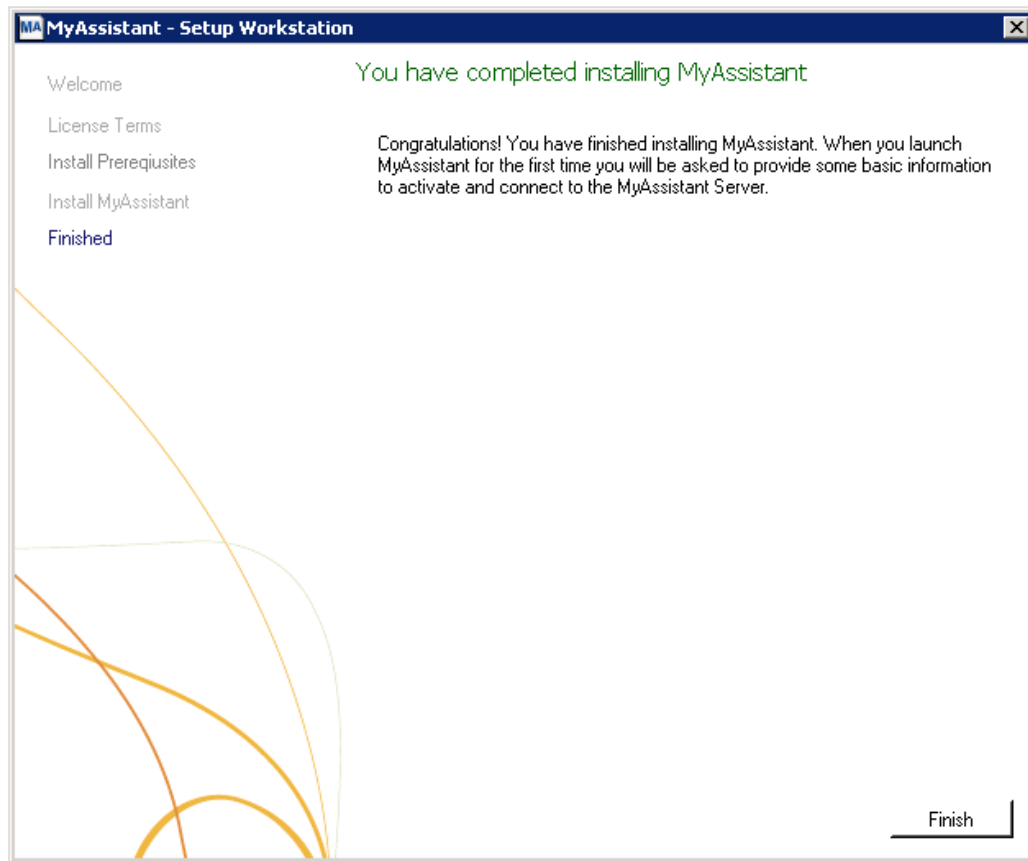 MA MyAssistant - Setup Workstation
Welcome
License Terms
Install Prereqiusites
Install MyAssistant
Finished
You have completed installing MyAssistant
Congratulations! You have finished installing MyAssistant. When you launch
MyAssistant for the first time you will be asked to provide some basic information
to activate and connect to the MyAssistant Server.
Finish